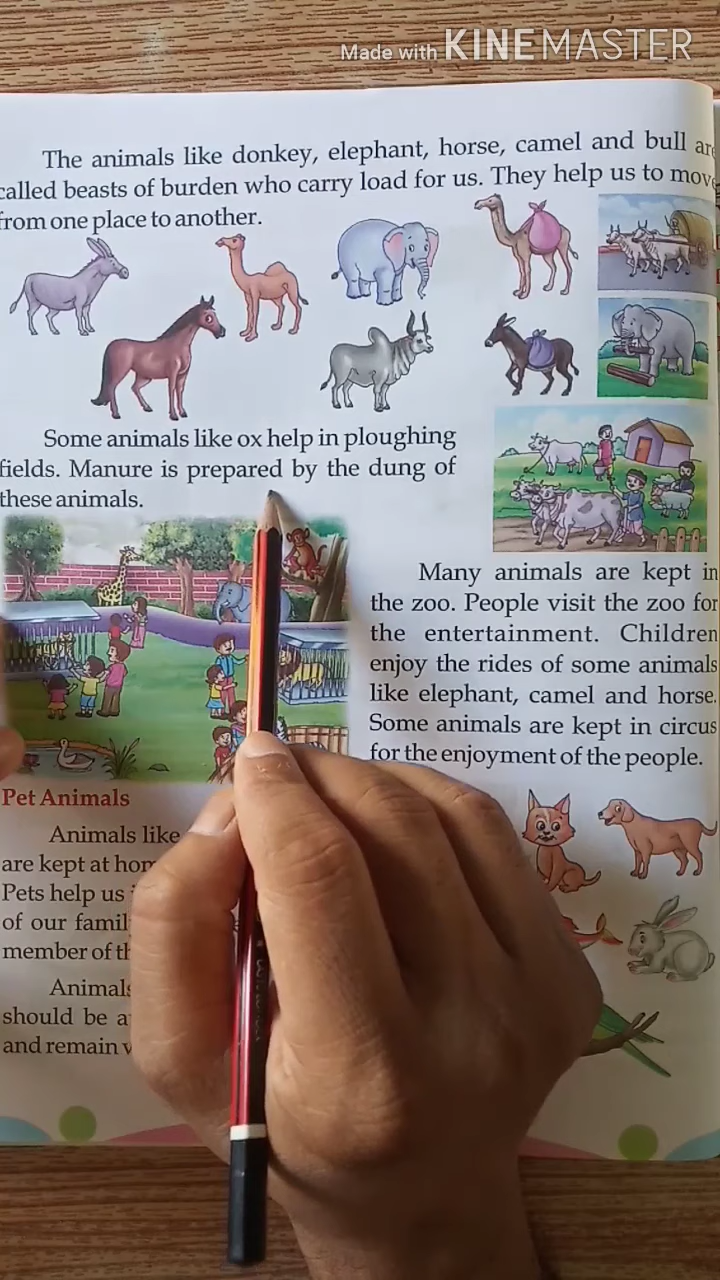 Made with KINEMASTER
The animals like donkey, elephant, horse, camel and bull are
called beasts of burden who carry load for us. They help us to move
from one place to another.
Some animals like ox help in ploughing
fields. Manure is prepared by the dung of
these animals.
Many animals are kept in
the zoo. People visit the zoo for
the entertainment. Children
enjoy the rides of some animals
like elephant, camel and horse.
Some animals are kept in circus
for the enjoyment of the people.
Pet Animals
Animals like
are kept at
Pets help us
of our
member of
should be
and remain